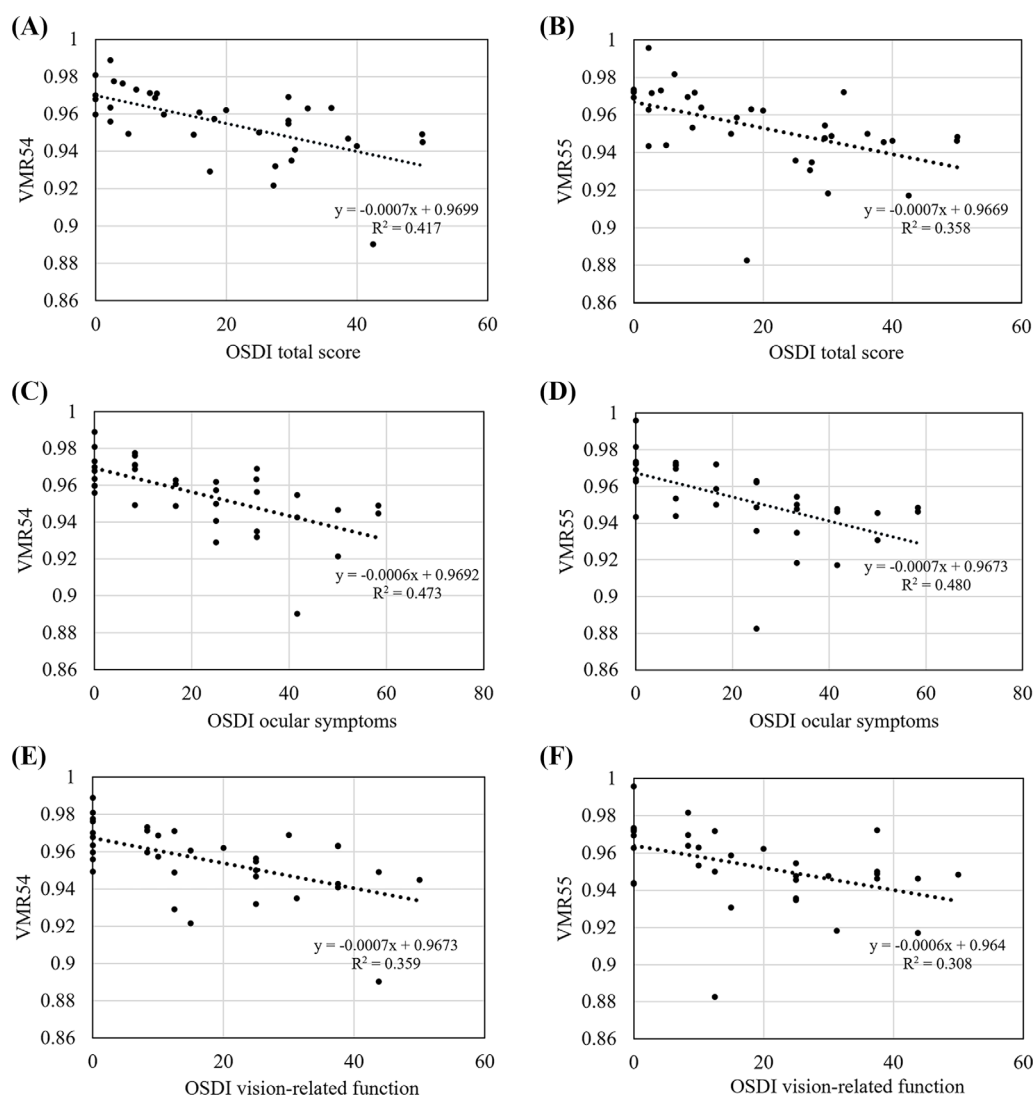 (A)
1
0.98
0.96
0.94
0.92
0.9
0.88
0.86
VMR54
y = -0.0007x + 0.9699
R² = 0.417
0 20 40 60
OSDI total score
(B)
1
0.98
0.96
0.94
0.92
0.9
0.88
0.86
VMR55
y = -0.0007x + 0.9669
R² = 0.358
0 20 40 60
OSDI total score
(C)
1
0.98
0.96
0.94
0.92
0.9
0.88
0.86
VMR54
y = -0.0006x + 0.9692
R² = 0.473
0 20 40 60 80
OSDI ocular symptoms
(D)
1
0.98
0.96
0.94
0.92
0.9
0.88
0.86
VMR55
y = -0.0007x + 0.9673
R² = 0.480
0 20 40 60 80
OSDI ocular symptoms
(E)
1
0.98
0.96
0.94
0.92
0.9
0.88
0.86
VMR54
y = -0.0007x + 0.9673
R² = 0.359
0 20 40 60
OSDI vision-related function
(F)
1
0.98
0.96
0.94
0.92
0.9
0.88
0.86
VMR55
y = -0.0006x + 0.964
R² = 0.308
0 20 40 60
OSDI vision-related function